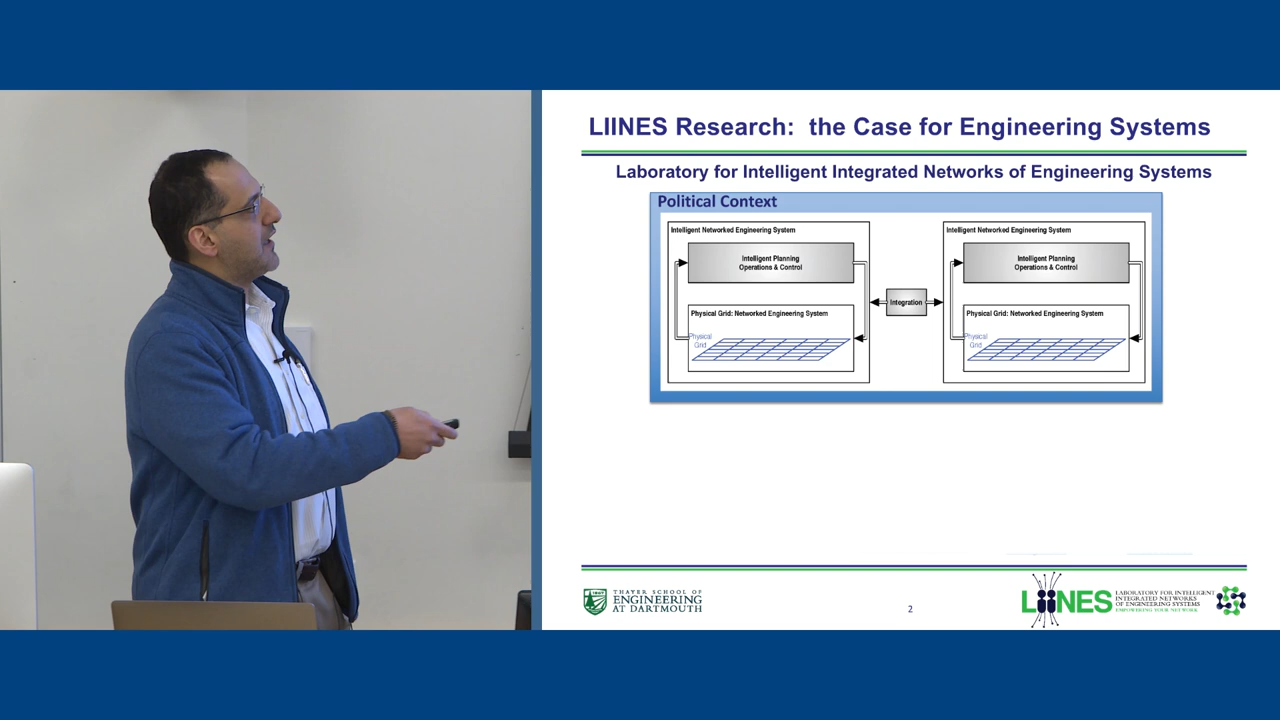 LIINES Research: the Case for Engineering Systems
Laboratory for Intelligent Integrated Networks of Engineering Systems
Political Context
Intelligent Networked Engineering System
Intelligent Planning
Operations & Control
Physical Grid: Networked Engineering System
Physical
Grid
Integration
Intelligent Networked Engineering System
Intelligent Planning
Operations & Control
Physical Grid: Networked Engineering System
Physical
Grid
THAYER SCHOOL OF
ENGINEERING
AT DARTMOUTH
2
LIINES
LABORATORY FOR INTELLIGENT
INTEGRATED NETWORKS
OF ENGINEERING SYSTEMS
EMPOWERING YOUR NETWORK